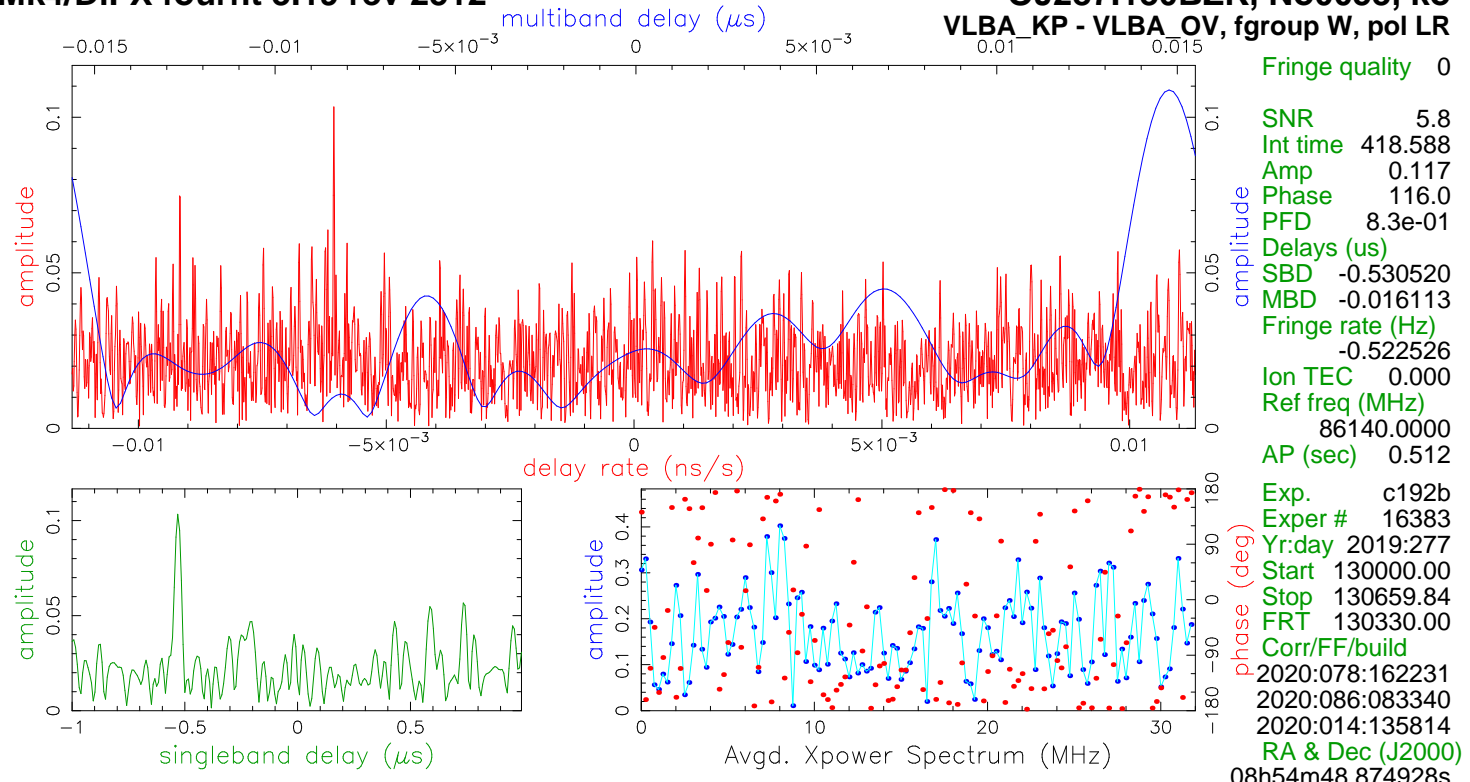 multiband delay (μs)
VLBA_KP - VLBA_OV, fgroup W, pol LR
−0.015 −0.01 −5×10⁻³ 0 5×10⁻³ 0.01 0.015
amplitude
0 0.05 0.1
amplitude
0 0.05 0.1
−0.01 −5×10⁻³ 0 5×10⁻³ 0.01
delay rate (ns/s)
amplitude
0 0.05 0.1
−1 −0.5 0 0.5
singleband delay (μs)
amplitude
0 0.1 0.2 0.3 0.4
phase (deg)
−180 −90 0 90 180
0 10 20 30
Avgd. Xpower Spectrum (MHz)
Fringe quality 0
SNR 5.8
Int time 418.588
Amp 0.117
Phase 116.0
PFD 8.3e-01
Delays (us)
SBD -0.530520
MBD -0.016113
Fringe rate (Hz)
-0.522526
Ion TEC 0.000
Ref freq (MHz)
86140.0000
AP (sec) 0.512
Exp. c192b
Exper # 16383
Yr:day 2019:277
Start 130000.00
Stop 130659.84
FRT 130330.00
Corr/FF/build
2020:078:162231
2020:086:083340
2020:014:135814
RA & Dec (J2000)
08h54m48.874928s